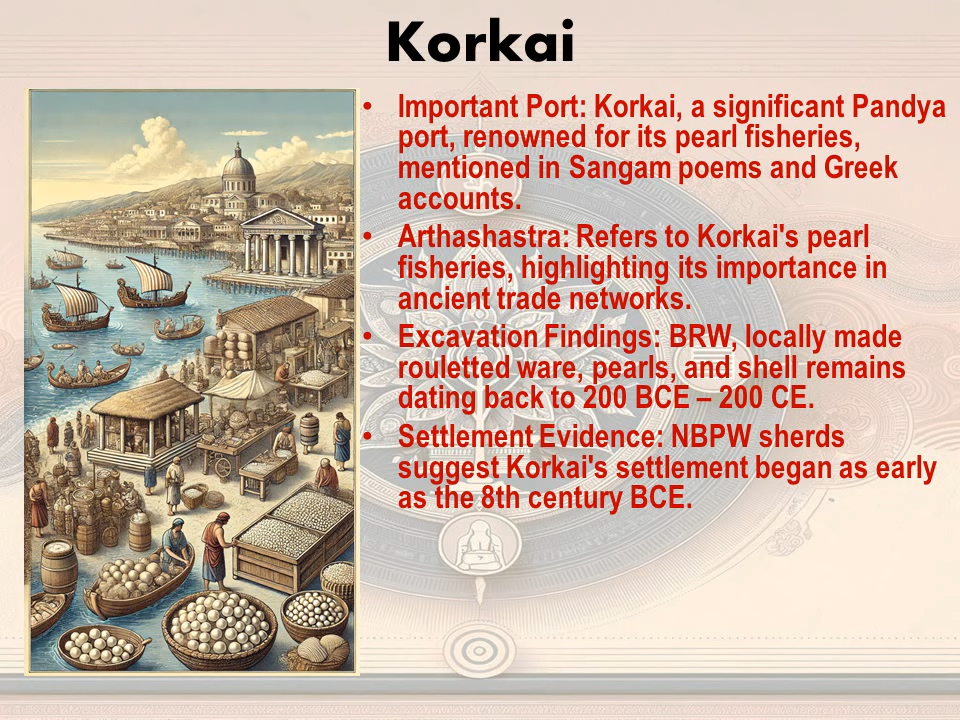 Korkai
• Important Port: Korkai, a significant Pandya
port, renowned for its pearl fisheries,
mentioned in Sangam poems and Greek
accounts.
• Arthashastra: Refers to Korkai's pearl
fisheries, highlighting its importance in
ancient trade networks.
• Excavation Findings: BRW, locally made
rouletted ware, pearls, and shell remains
dating back to 200 BCE – 200 CE.
• Settlement Evidence: NBPW sherds
suggest Korkai's settlement began as early
as the 8th century BCE.